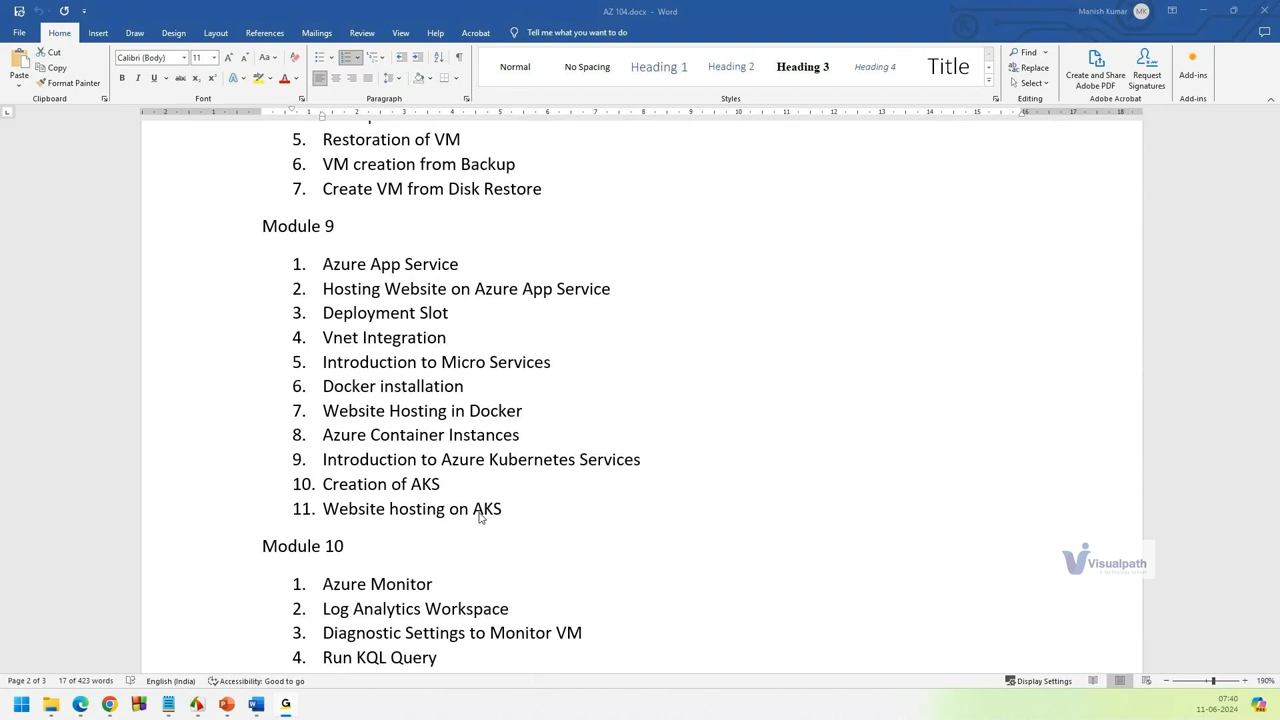 AZ 104.docx - Word
Manish Kumar MK
File Home Insert Draw Design Layout References Mailings Review View Help Acrobat Tell me what you want to do
Paste
Cut
Copy
Format Painter
Clipboard
Calibri (Body) 11
Font
Paragraph
Normal No Spacing Heading 1 Heading 2 Heading 3 Heading 4 Title
Styles
Find
Replace
Select
Editing
Create and Share
Adobe PDF
Request
Signatures
Adobe Acrobat
Add-ins
Add-ins
5. Restoration of VM
6. VM creation from Backup
7. Create VM from Disk Restore
Module 9
1. Azure App Service
2. Hosting Website on Azure App Service
3. Deployment Slot
4. Vnet Integration
5. Introduction to Micro Services
6. Docker installation
7. Website Hosting in Docker
8. Azure Container Instances
9. Introduction to Azure Kubernetes Services
10. Creation of AKS
11. Website hosting on AKS
Module 10
1. Azure Monitor
2. Log Analytics Workspace
3. Diagnostic Settings to Monitor VM
4. Run KQL Query
Visualpath
Page 2 of 3 17 of 423 words English (India) Accessibility: Good to go Display Settings 190%
07:40
11-06-2024